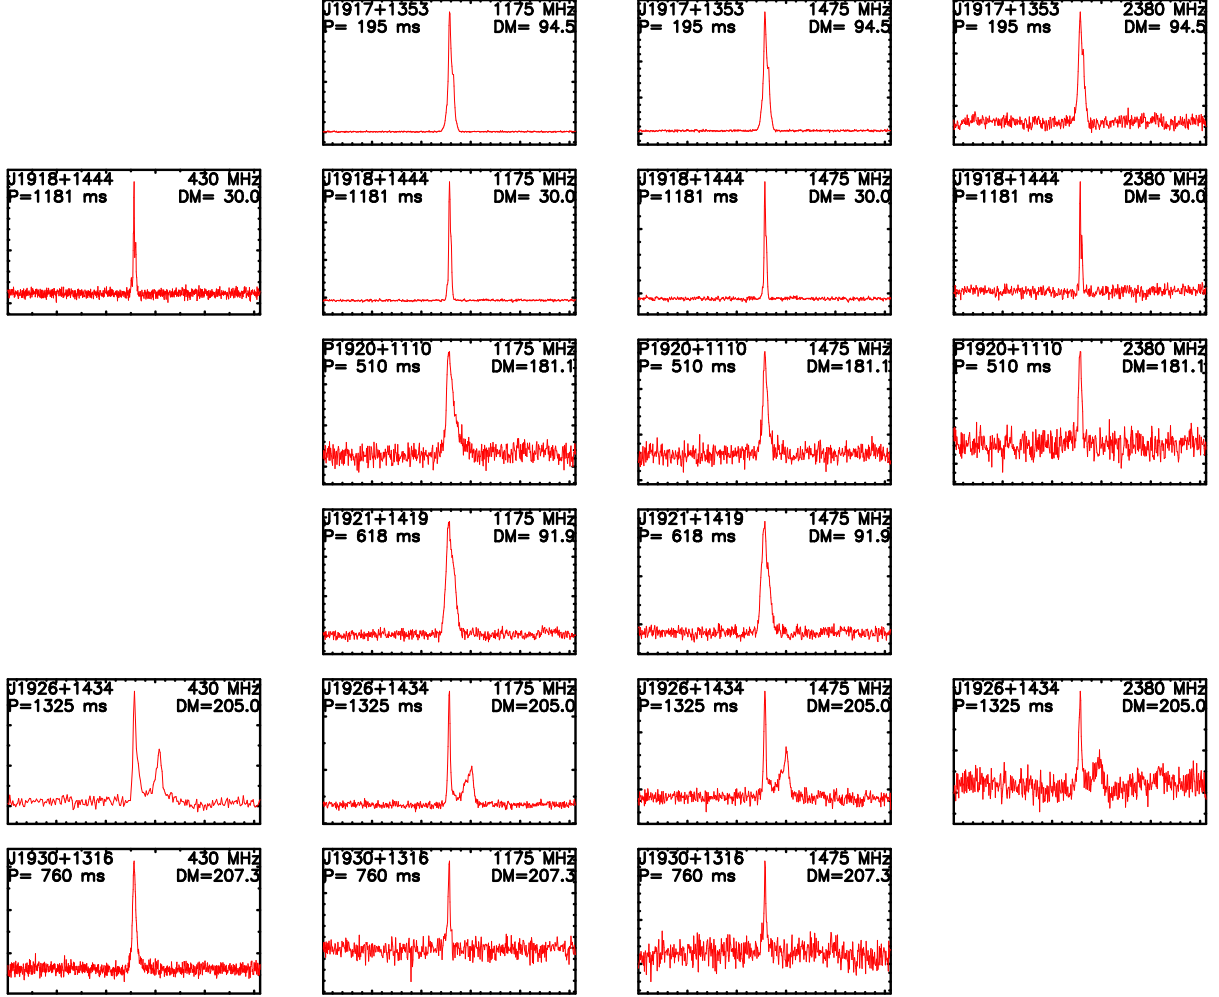 J1917+1353 1175 MHz
P= 195 ms DM= 94.5
J1917+1353 1475 MHz
P= 195 ms DM= 94.5
J1917+1353 2380 MHz
P= 195 ms DM= 94.5
J1918+1444 430 MHz
P=1181 ms DM= 30.0
J1918+1444 1175 MHz
P=1181 ms DM= 30.0
J1918+1444 1475 MHz
P=1181 ms DM= 30.0
J1918+1444 2380 MHz
P=1181 ms DM= 30.0
P1920+1110 1175 MHz
P= 510 ms DM=181.1
P1920+1110 1475 MHz
P= 510 ms DM=181.1
P1920+1110 2380 MHz
P= 510 ms DM=181.1
J1921+1419 1175 MHz
P= 618 ms DM= 91.9
J1921+1419 1475 MHz
P= 618 ms DM= 91.9
J1926+1434 430 MHz
P=1325 ms DM=205.0
J1926+1434 1175 MHz
P=1325 ms DM=205.0
J1926+1434 1475 MHz
P=1325 ms DM=205.0
J1926+1434 2380 MHz
P=1325 ms DM=205.0
J1930+1316 430 MHz
P= 760 ms DM=207.3
J1930+1316 1175 MHz
P= 760 ms DM=207.3
J1930+1316 1475 MHz
P= 760 ms DM=207.3